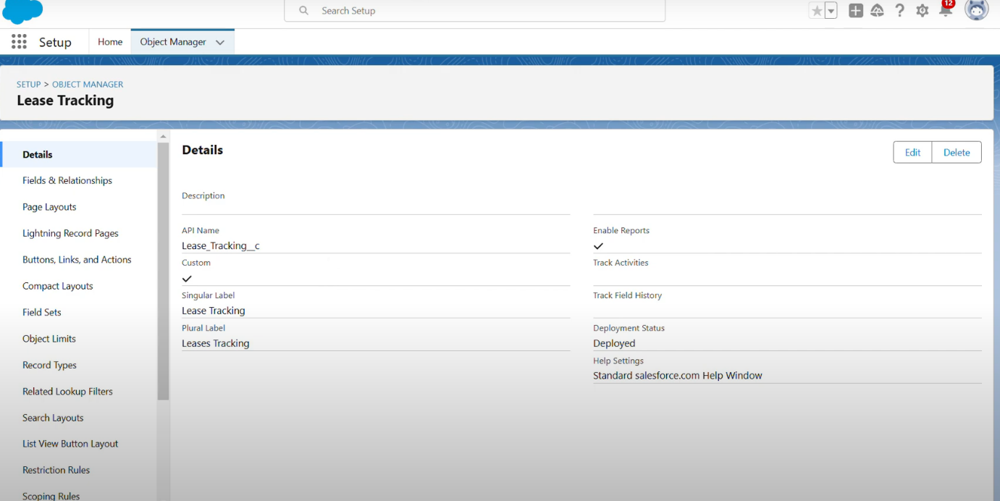 Search Setup
12
Setup
Home
Object Manager
SETUP > OBJECT MANAGER
Lease Tracking
Details
Fields & Relationships
Page Layouts
Lightning Record Pages
Buttons, Links, and Actions
Compact Layouts
Field Sets
Object Limits
Record Types
Related Lookup Filters
Search Layouts
List View Button Layout
Restriction Rules
Scoping Rules
Details
Edit
Delete
Description
API Name
Lease_Tracking__c
Custom
Singular Label
Lease Tracking
Plural Label
Leases Tracking
Enable Reports
Track Activities
Track Field History
Deployment Status
Deployed
Help Settings
Standard salesforce.com Help Window